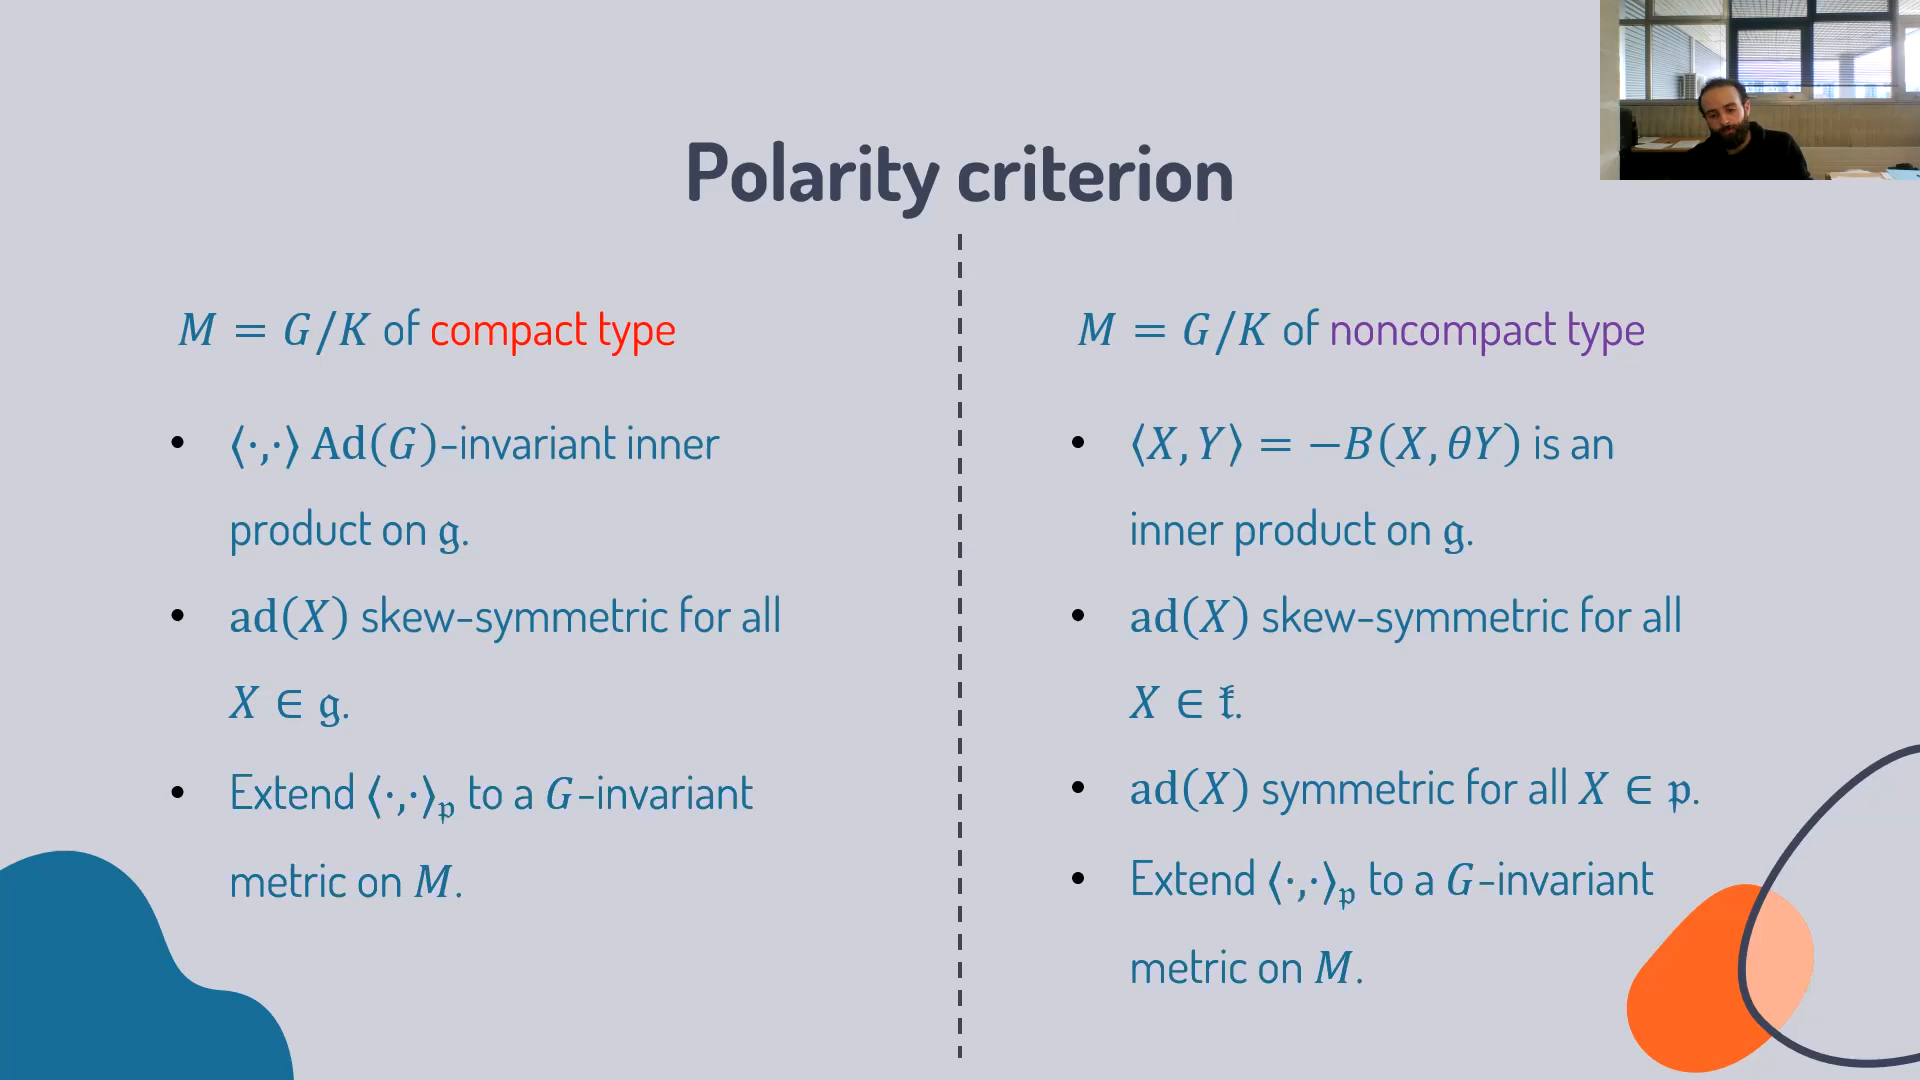 Polarity criterion
M = G/K of compact type
• ⟨·,·⟩ Ad(G)-invariant inner
product on 𝔤.
• ad(X) skew-symmetric for all
X ∈ 𝔤.
• Extend ⟨·,·⟩𝔭 to a G-invariant
metric on M.
M = G/K of noncompact type
• ⟨X, Y⟩ = −B(X, θY) is an
inner product on 𝔤.
• ad(X) skew-symmetric for all
X ∈ 𝔨.
• ad(X) symmetric for all X ∈ 𝔭.
• Extend ⟨·,·⟩𝔭 to a G-invariant
metric on M.